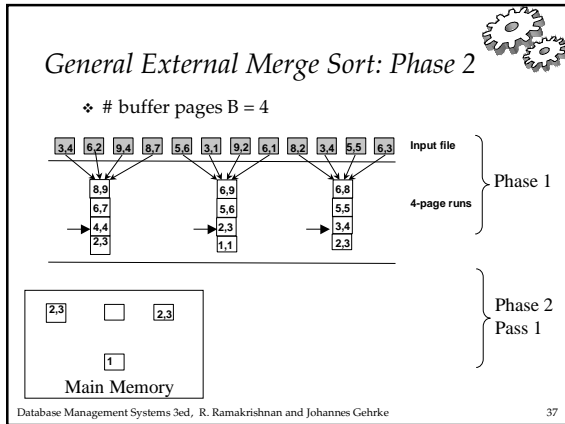 General External Merge Sort: Phase 2
❖ # buffer pages B = 4
3,4 6,2 9,4 8,7 5,6 3,1 9,2 6,1 8,2 3,4 5,5 6,3 Input file
Phase 1
8,9 6,9 6,8
6,7 5,6 5,5 4-page runs
4,4 2,3 3,4
2,3 1,1 2,3
Phase 2
Pass 1
2,3 2,3
1
Main Memory
Database Management Systems 3ed, R. Ramakrishnan and Johannes Gehrke 37